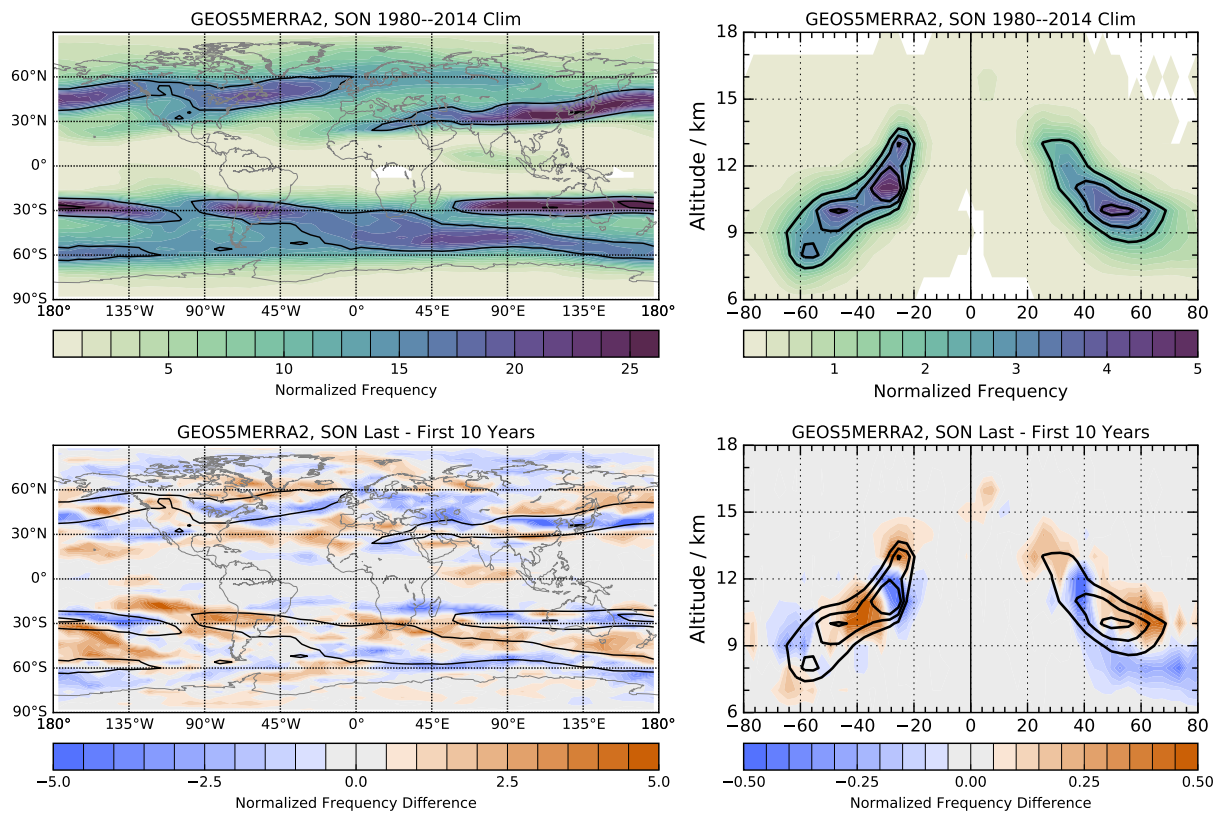 GEOS5MERRA2, SON 1980--2014 Clim
60°N
30°N
0°
30°S
60°S
90°S
180° 135°W 90°W 45°W 0° 45°E 90°E 135°E 180°
5 10 15 20 25
Normalized Frequency
GEOS5MERRA2, SON 1980--2014 Clim
Altitude / km
18
15
12
9
6
−80 −60 −40 −20 0 20 40 60 80
1 2 3 4 5
Normalized Frequency
GEOS5MERRA2, SON Last - First 10 Years
60°N
30°N
0°
30°S
60°S
90°S
180° 135°W 90°W 45°W 0° 45°E 90°E 135°E 180°
−5.0 −2.5 0.0 2.5 5.0
Normalized Frequency Difference
GEOS5MERRA2, SON Last - First 10 Years
Altitude / km
18
15
12
9
6
−80 −60 −40 −20 0 20 40 60 80
−0.50 −0.25 0.00 0.25 0.50
Normalized Frequency Difference